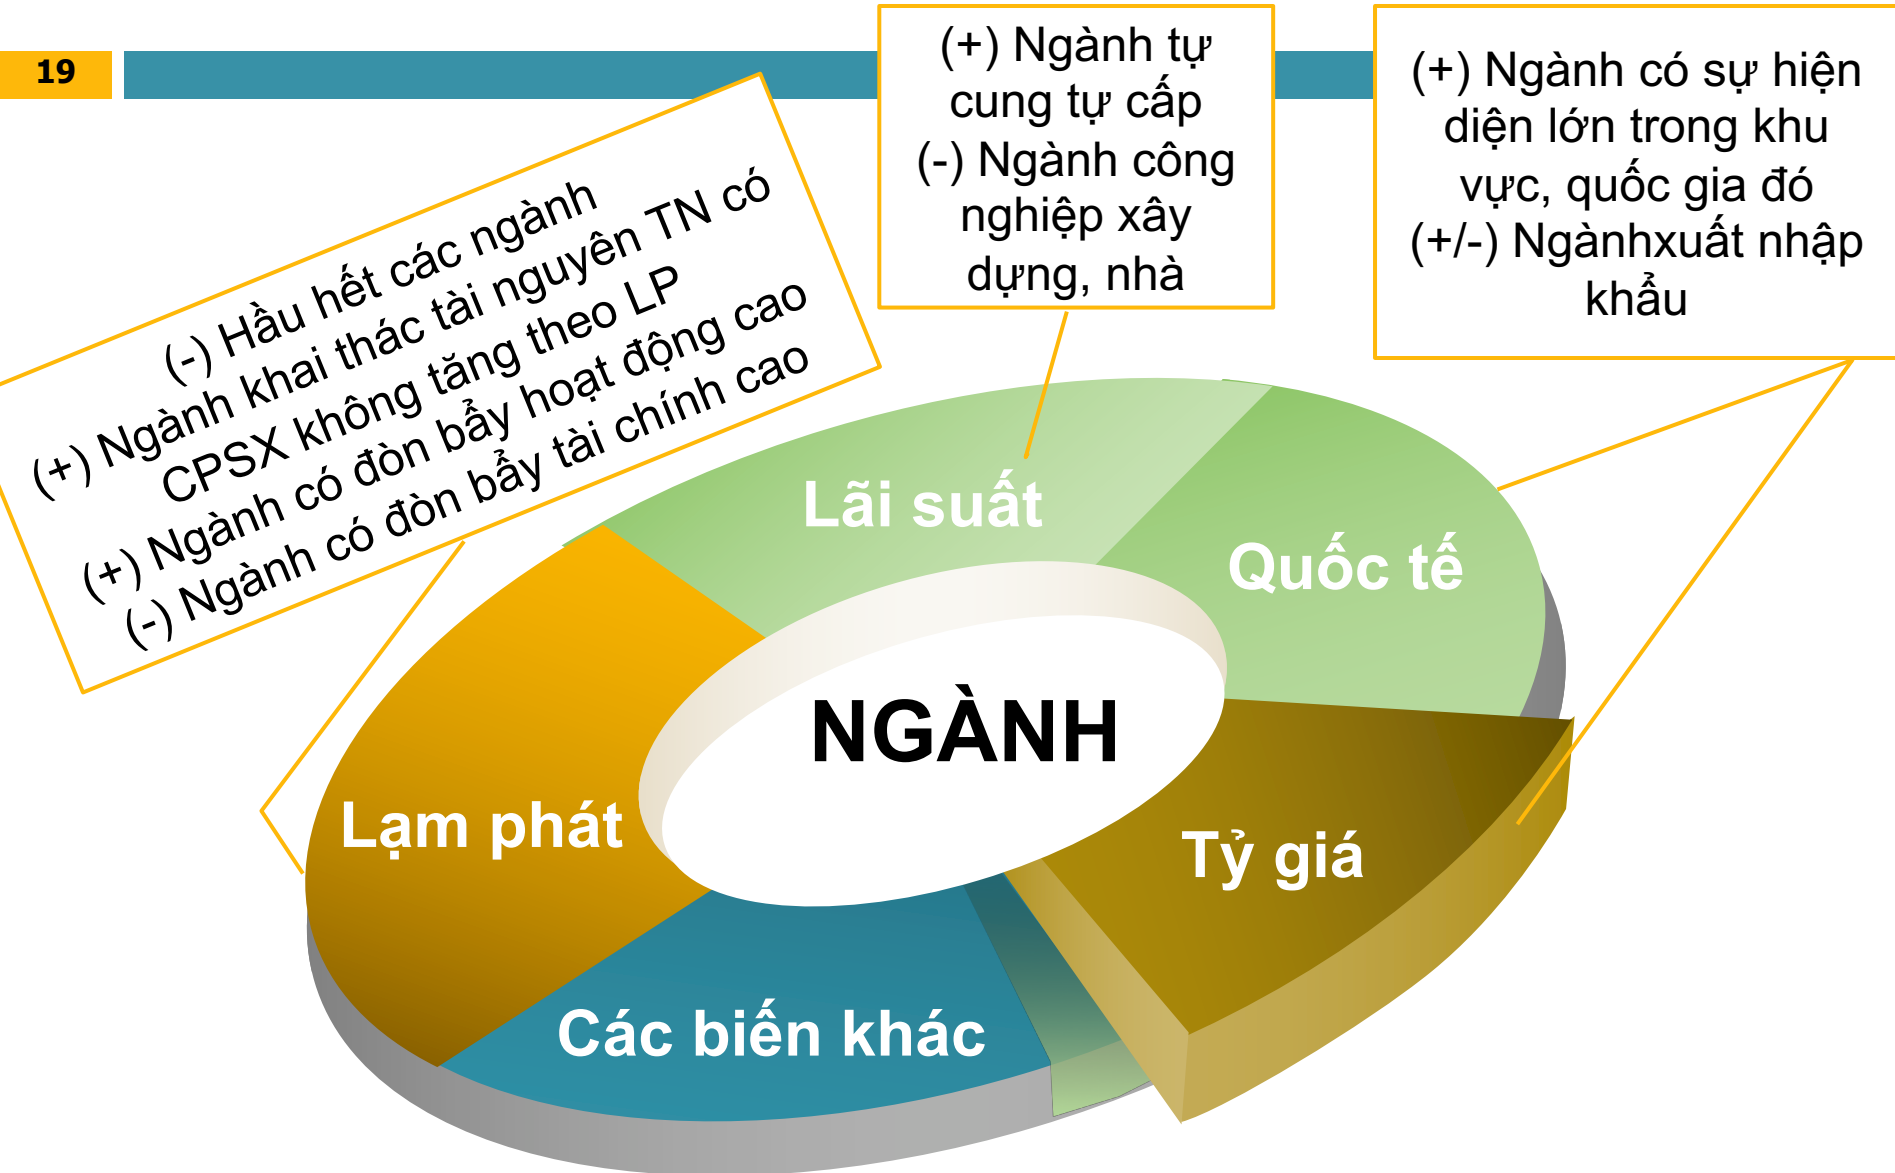 19
(-) Hầu hết các ngành
(+) Ngành khai thác tài nguyên TN có
CPSX không tăng theo LP
(+) Ngành có đòn bẩy hoạt động cao
(-) Ngành có đòn bẩy tài chính cao
(+) Ngành tự
cung tự cấp
(-) Ngành công
nghiệp xây
dựng, nhà
(+) Ngành có sự hiện
diện lớn trong khu
vực, quốc gia đó
(+/-) Ngànhxuất nhập
khẩu
Lãi suất
Quốc tế
NGÀNH
Lạm phát
Tỷ giá
Các biến khác